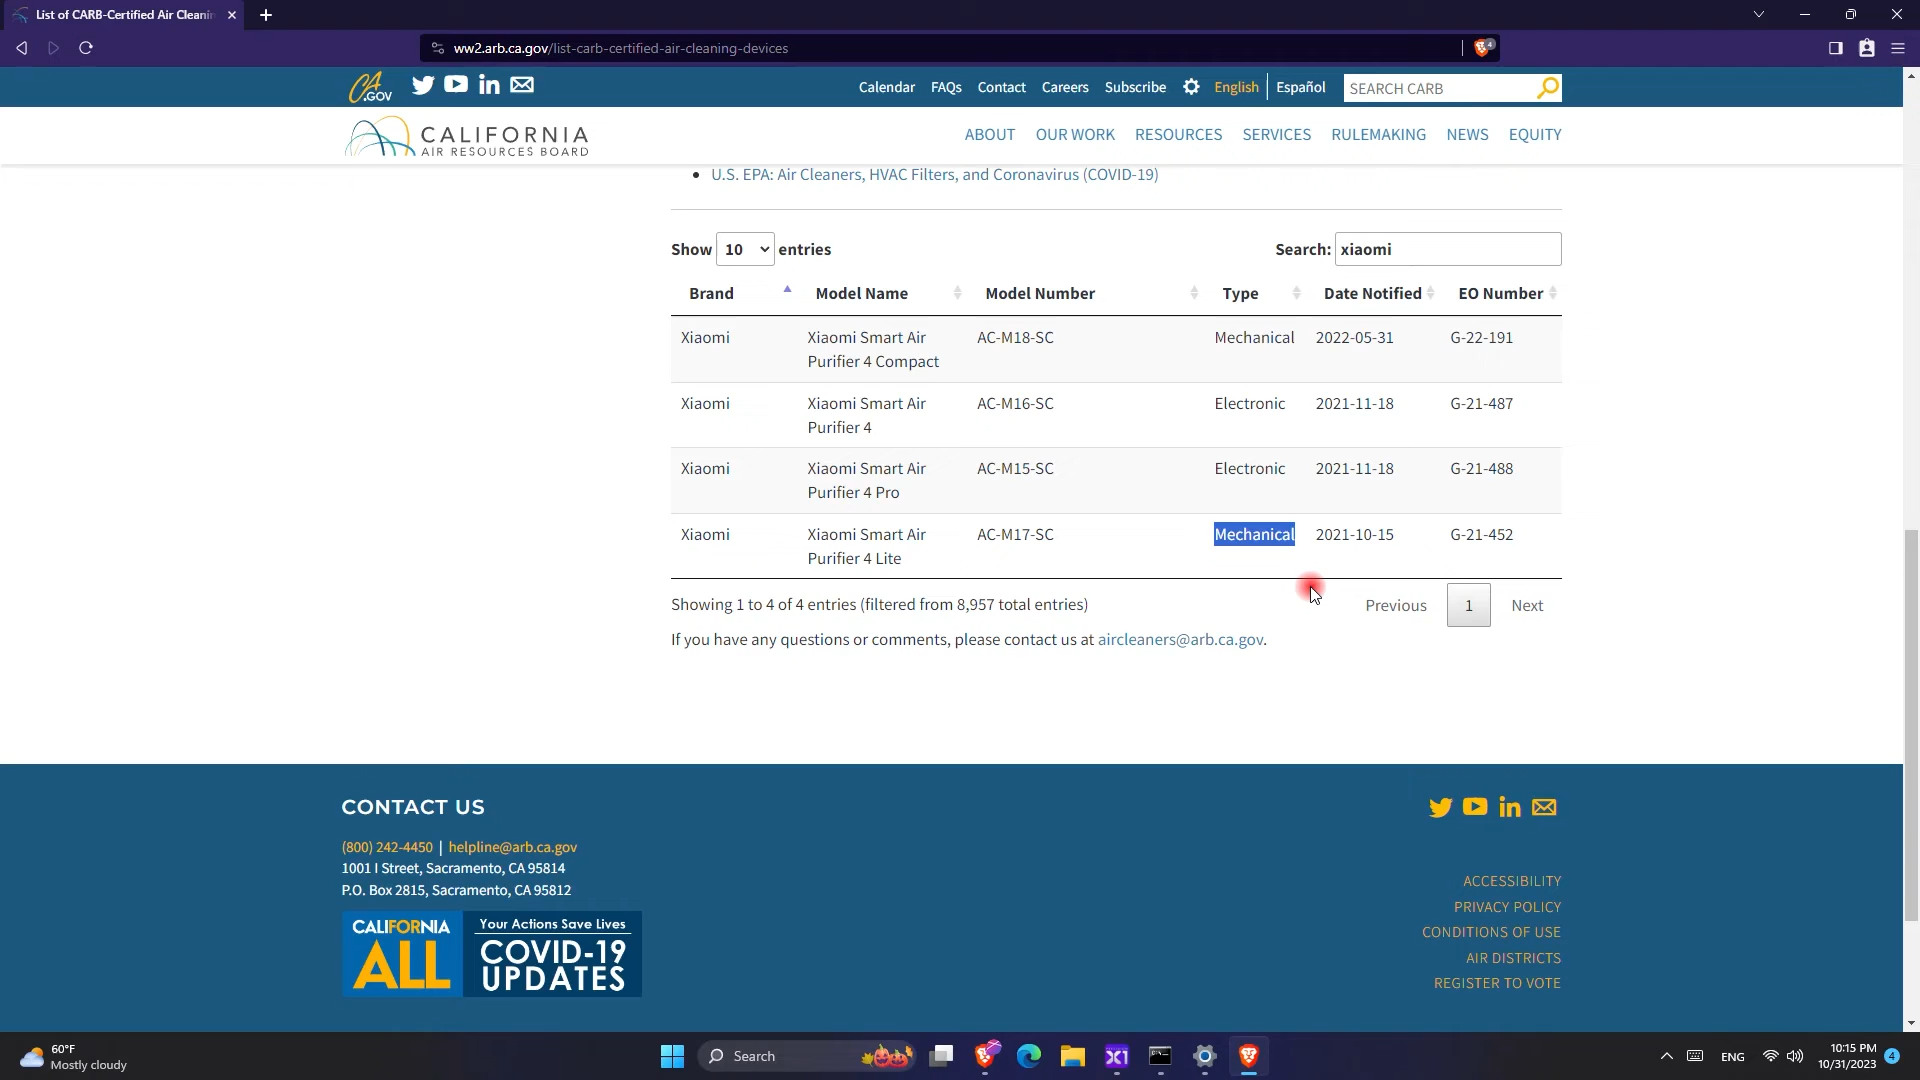 List of CARB-Certified Air Cleanin
ww2.arb.ca.gov/list-carb-certified-air-cleaning-devices
4
CA.GOV
Calendar FAQs Contact Careers Subscribe English Español SEARCH CARB
CALIFORNIA
AIR RESOURCES BOARD
ABOUT OUR WORK RESOURCES SERVICES RULEMAKING NEWS EQUITY
U.S. EPA: Air Cleaners, HVAC Filters, and Coronavirus (COVID-19)
Show 10 entries Search: xiaomi
Brand Model Name Model Number Type Date Notified EO Number
Xiaomi Xiaomi Smart Air AC-M18-SC Mechanical 2022-05-31 G-22-191
Purifier 4 Compact
Xiaomi Xiaomi Smart Air AC-M16-SC Electronic 2021-11-18 G-21-487
Purifier 4
Xiaomi Xiaomi Smart Air AC-M15-SC Electronic 2021-11-18 G-21-488
Purifier 4 Pro
Xiaomi Xiaomi Smart Air AC-M17-SC Mechanical 2021-10-15 G-21-452
Purifier 4 Lite
Showing 1 to 4 of 4 entries (filtered from 8,957 total entries) Previous 1 Next
If you have any questions or comments, please contact us at aircleaners@arb.ca.gov.
CONTACT US
(800) 242-4450 | helpline@arb.ca.gov
1001 I Street, Sacramento, CA 95814
P.O. Box 2815, Sacramento, CA 95812
CALIFORNIA
ALL
Your Actions Save Lives
COVID-19
UPDATES
ACCESSIBILITY
PRIVACY POLICY
CONDITIONS OF USE
AIR DISTRICTS
REGISTER TO VOTE
60°F
Mostly cloudy
Search
X1
ENG
10:15 PM
10/31/2023
4